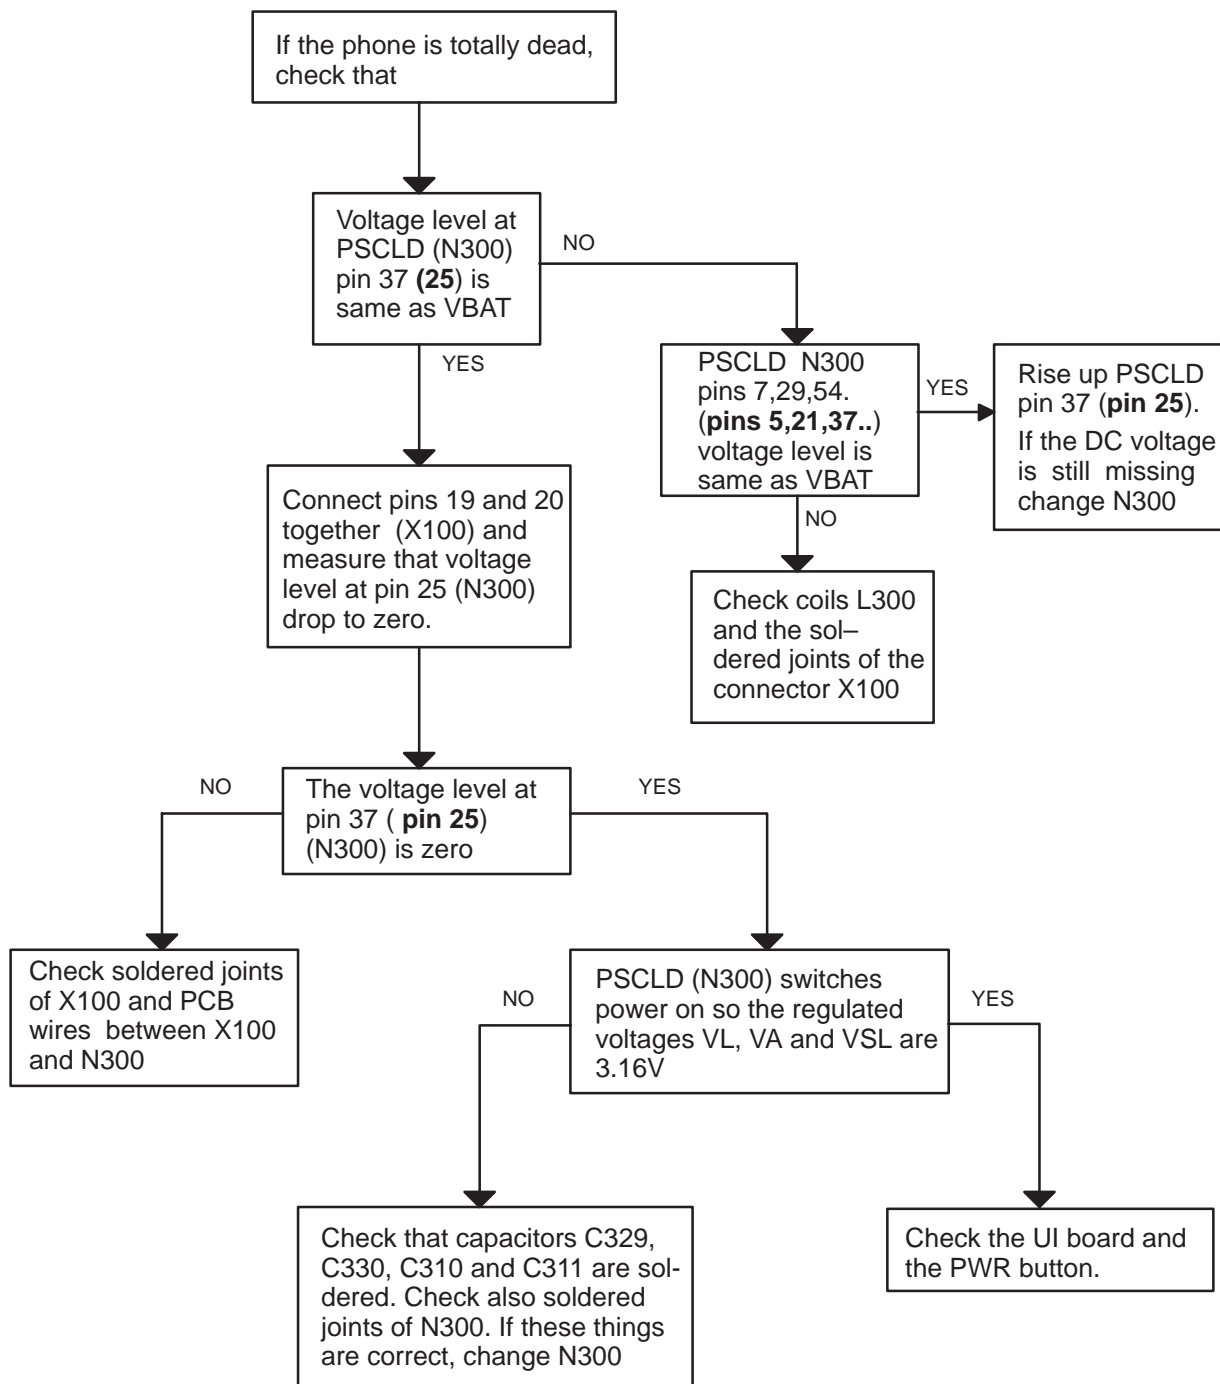 If the phone is totally dead,
check that
Voltage level at
PSCLD (N300)
pin 37 (25) is
same as VBAT
NO
YES
PSCLD N300
pins 7,29,54.
(pins 5,21,37..)
voltage level is
same as VBAT
YES
Rise up PSCLD
pin 37 (pin 25).
If the DC voltage
is still missing
change N300
NO
Check coils L300
and the sol–
dered joints of the
connector X100
Connect pins 19 and 20
together (X100) and
measure that voltage
level at pin 25 (N300)
drop to zero.
The voltage level at
pin 37 ( pin 25)
(N300) is zero
NO
YES
Check soldered joints
of X100 and PCB
wires between X100
and N300
PSCLD (N300) switches
power on so the regulated
voltages VL, VA and VSL are
3.16V
NO
YES
Check that capacitors C329,
C330, C310 and C311 are sol-
dered. Check also soldered
joints of N300. If these things
are correct, change N300
Check the UI board and
the PWR button.